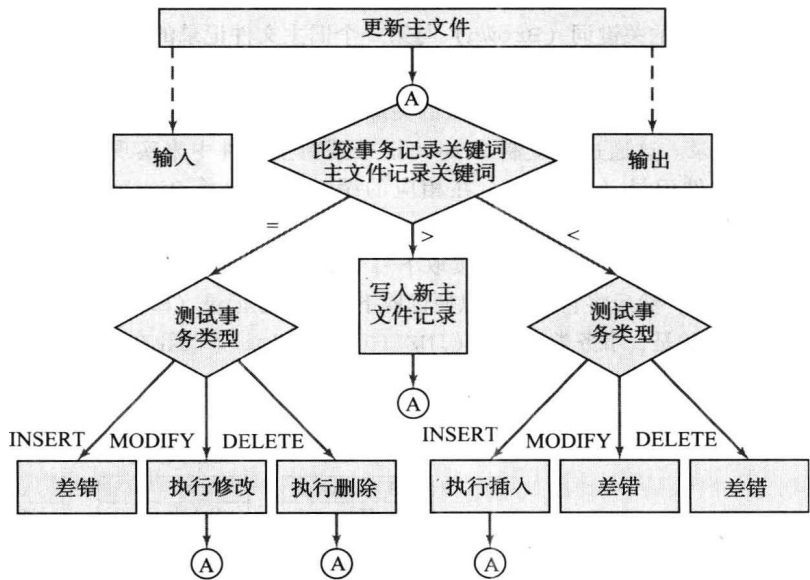 更新主文件
A
输入
比较事务记录关键词
主文件记录关键词
输出
=
>
<
测试事
务类型
写入新主
文件记录
测试事
务类型
A
INSERT
MODIFY
DELETE
INSERT
MODIFY
DELETE
差错
执行修改
执行删除
执行插入
差错
差错
A
A
A